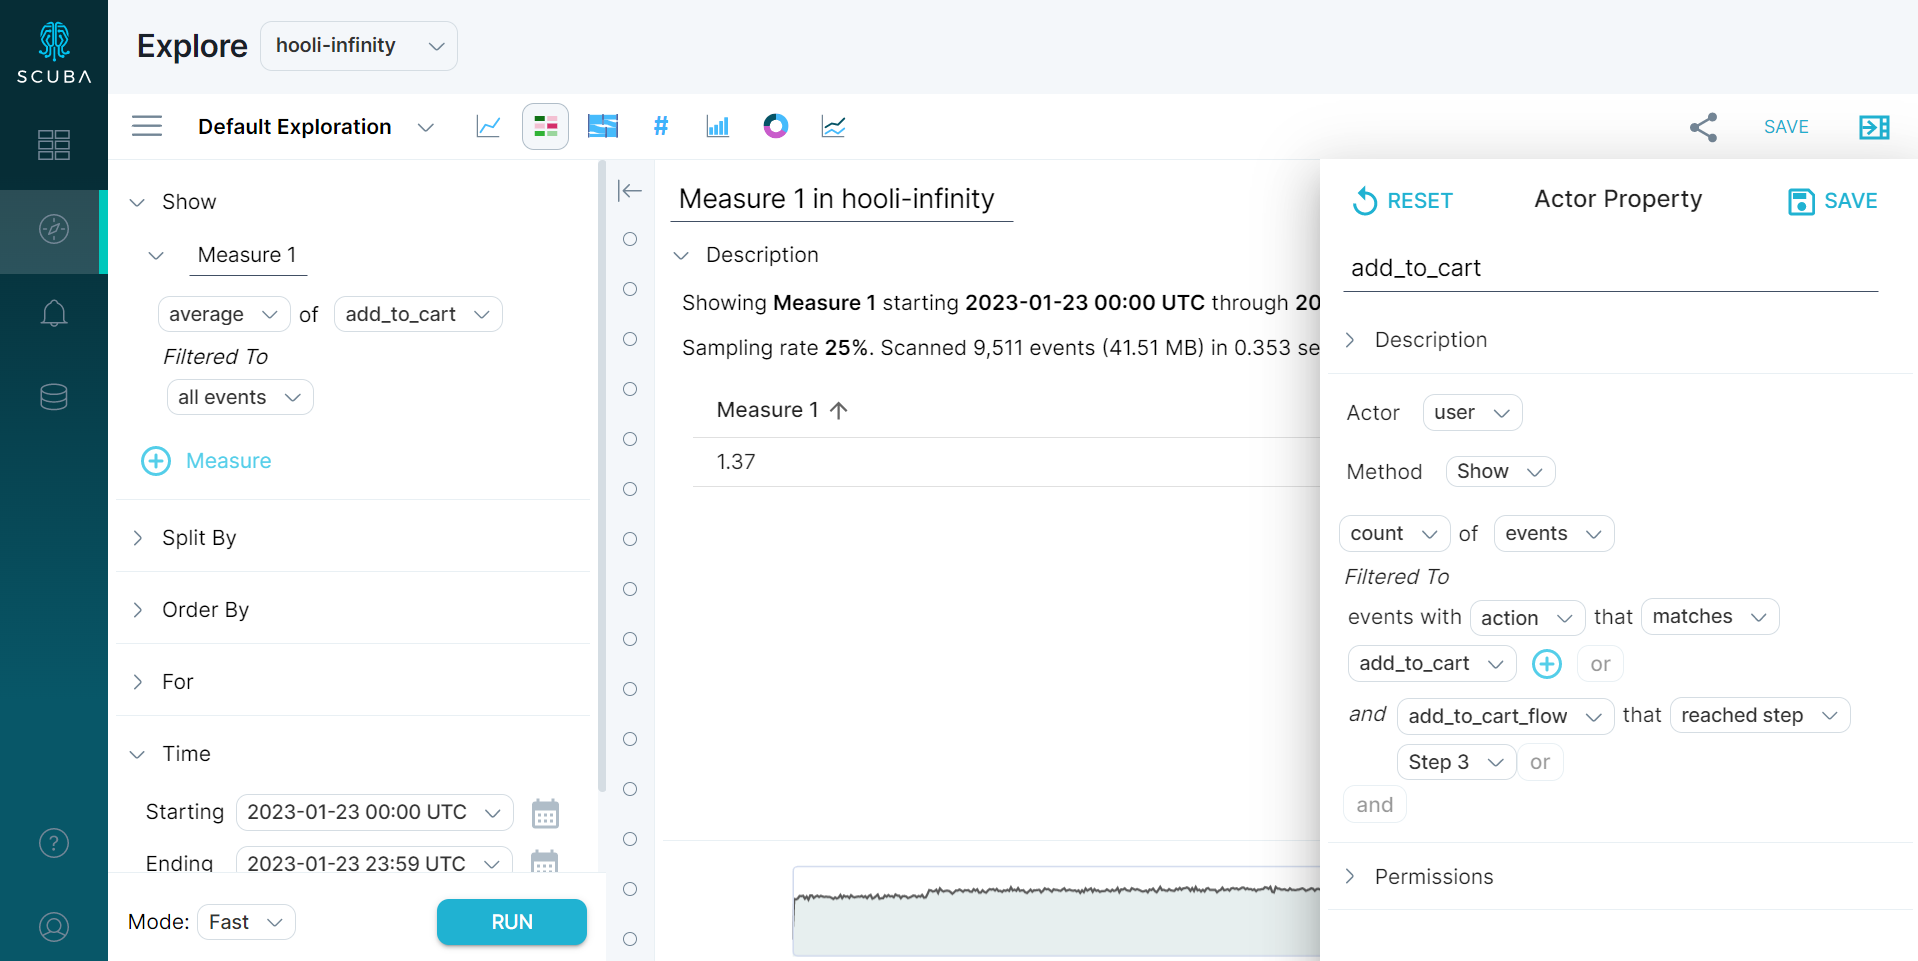 SCUBA
Explore
hooli-infinity
Default Exploration
#
SAVE
Show
Measure 1
average of add_to_cart
Filtered To
all events
Measure
Split By
Order By
For
Time
Starting 2023-01-23 00:00 UTC
Ending 2023-01-23 23:59 UTC
Mode: Fast
RUN
?
Measure 1 in hooli-infinity
Description
Showing Measure 1 starting 2023-01-23 00:00 UTC through 20
Sampling rate 25%. Scanned 9,511 events (41.51 MB) in 0.353 se
Measure 1
1.37
RESET
Actor Property
SAVE
add_to_cart
Description
Actor user
Method Show
count of events
Filtered To
events with action that matches
add_to_cart or
and add_to_cart_flow that reached step
Step 3 or
and
Permissions